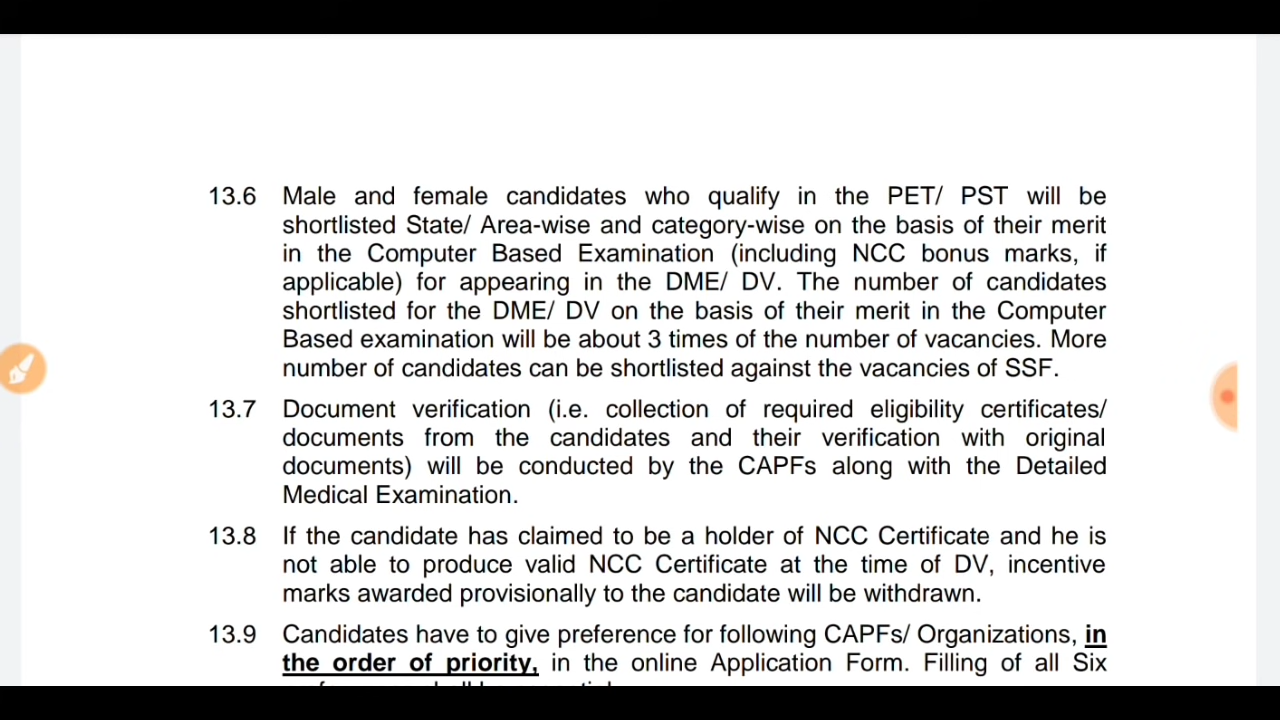 13.6 Male and female candidates who qualify in the PET/ PST will be
shortlisted State/ Area-wise and category-wise on the basis of their merit
in the Computer Based Examination (including NCC bonus marks, if
applicable) for appearing in the DME/ DV. The number of candidates
shortlisted for the DME/ DV on the basis of their merit in the Computer
Based examination will be about 3 times of the number of vacancies. More
number of candidates can be shortlisted against the vacancies of SSF.
13.7 Document verification (i.e. collection of required eligibility certificates/
documents from the candidates and their verification with original
documents) will be conducted by the CAPFs along with the Detailed
Medical Examination.
13.8 If the candidate has claimed to be a holder of NCC Certificate and he is
not able to produce valid NCC Certificate at the time of DV, incentive
marks awarded provisionally to the candidate will be withdrawn.
13.9 Candidates have to give preference for following CAPFs/ Organizations, in
the order of priority, in the online Application Form. Filling of all Six